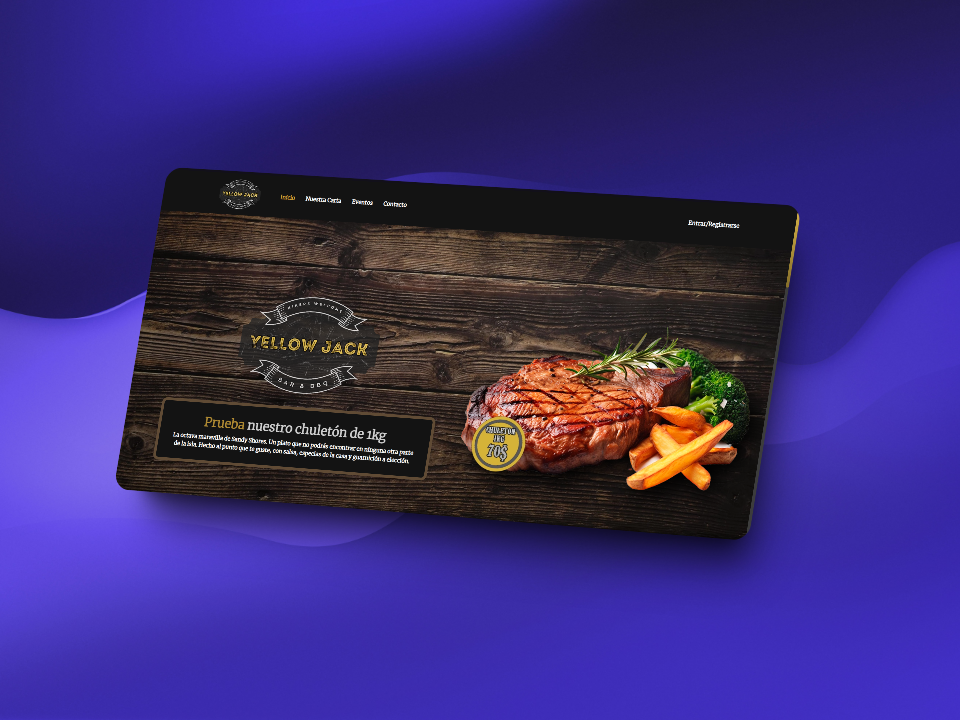 YELLOW JACK
Inicio Nuestra Carta Eventos Contacto
Entrar/Registrarse
YELLOW JACK
BAR & BBQ
Prueba nuestro chuletón de 1kg
La octava maravilla de Sandy Shores. Un plato que no podrés encontrar en ninguna otra parte
de la isla. Hecho al punto que te guste, con salsa, especias de la casa y guarnición a elección.
CHULETON
1KG
70$